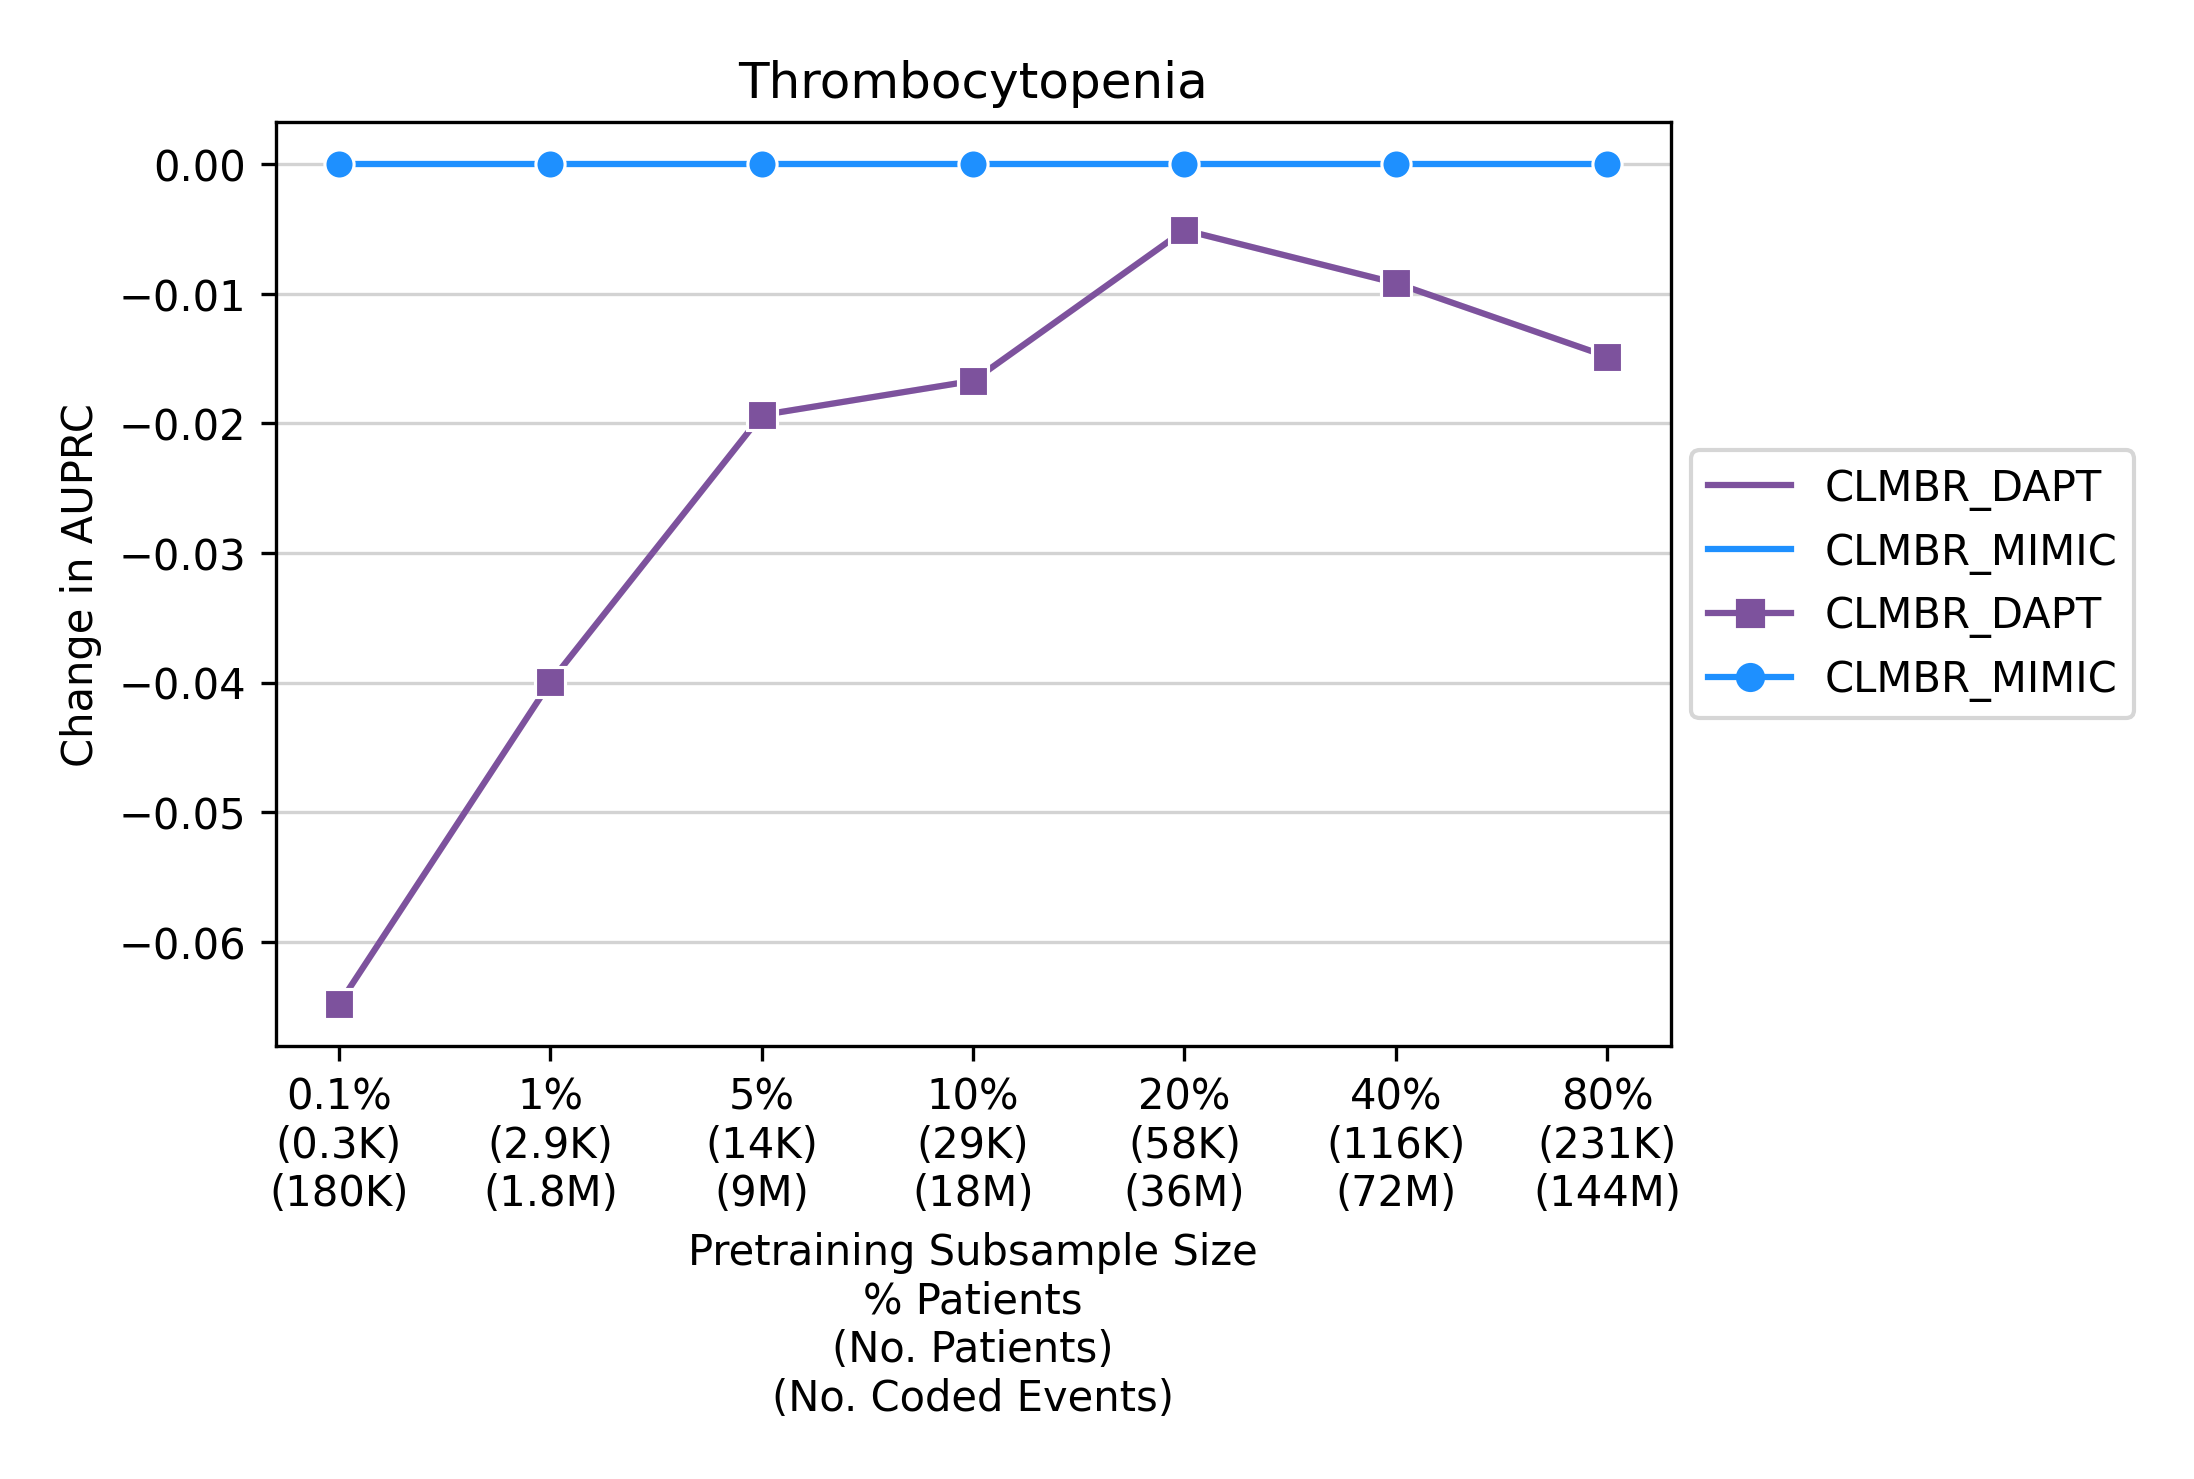 Thrombocytopenia
Change in AUPRC
0.00
−0.01
−0.02
−0.03
−0.04
−0.05
−0.06
0.1% 1% 5% 10% 20% 40% 80%
(0.3K) (2.9K) (14K) (29K) (58K) (116K) (231K)
(180K) (1.8M) (9M) (18M) (36M) (72M) (144M)
Pretraining Subsample Size
% Patients
(No. Patients)
(No. Coded Events)
CLMBR_DAPT
CLMBR_MIMIC
CLMBR_DAPT
CLMBR_MIMIC